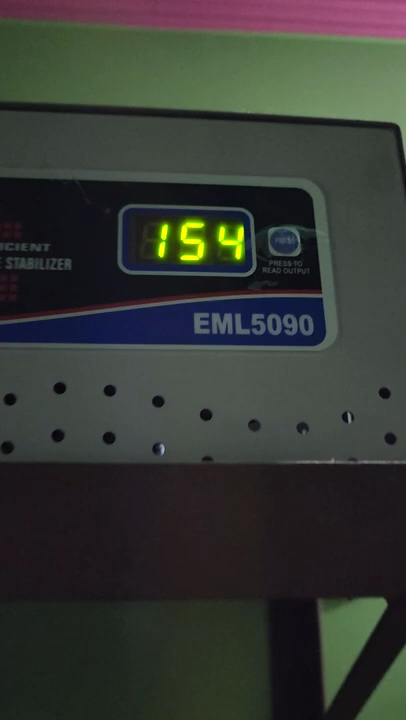 154
ICIENT
E STABILIZER
PRESS TO
READ OUTPUT
EML5090